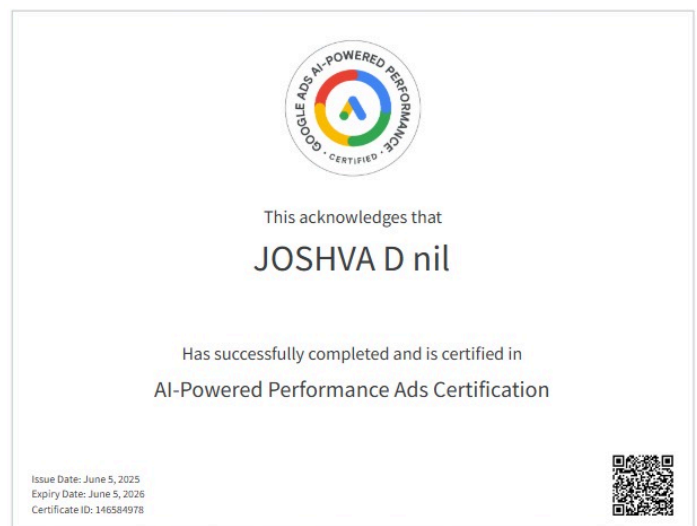 GOOGLE ADS AI-POWERED PERFORMANCE
• CERTIFIED •
This acknowledges that
JOSHVA D nil
Has successfully completed and is certified in
AI-Powered Performance Ads Certification
Issue Date: June 5, 2025
Expiry Date: June 5, 2026
Certificate ID: 146584978